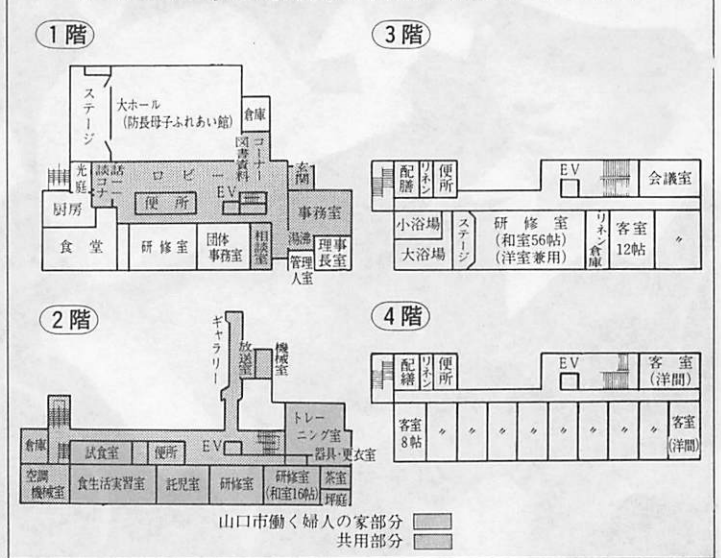 1階
ステージ
大ホール
(防長母子ふれあい館)
倉庫
図書資料
コーナー
光庭
談話
コーナー
ロビー
玄関
便所
EV
事務室
厨房
食堂
研修室
団体
事務室
相談室
湯沸
管理
人室
理事
長室
2階
ギャラリー
放送室
機械室
トレー
ニング室
倉庫
試食室
便所
EV
器具・更衣室
空調
機械室
食生活実習室
託児室
研修室
研修室
(和室16帖)
茶室
坪庭
3階
配膳
リネン
便所
EV
会議室
小浴場
大浴場
ステージ
研修室
(和室56帖)
(洋室兼用)
リネン
倉庫
客室
12帖
〃
4階
配繕
リネン
便所
EV
客室
(洋間)
客室
8帖
〃
〃
〃
〃
〃
〃
〃
客室
(洋間)
山口市働く婦人の家部分
共用部分